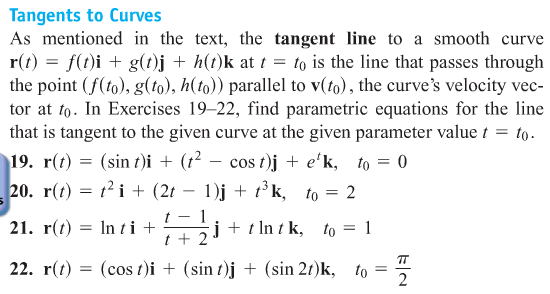 Tangents to Curves
As mentioned in the text, the tangent line to a smooth curve
r(t) = f(t)i + g(t)j + h(t)k at t = t₀ is the line that passes through
the point (f(t₀), g(t₀), h(t₀)) parallel to v(t₀), the curve's velocity vec-
tor at t₀. In Exercises 19–22, find parametric equations for the line
that is tangent to the given curve at the given parameter value t = t₀.
19. r(t) = (sin t)i + (t² − cos t)j + eᵗk, t₀ = 0
20. r(t) = t² i + (2t − 1)j + t³ k, t₀ = 2
21. r(t) = ln t i + (t − 1)/(t + 2) j + t ln t k, t₀ = 1
22. r(t) = (cos t)i + (sin t)j + (sin 2t)k, t₀ = π/2